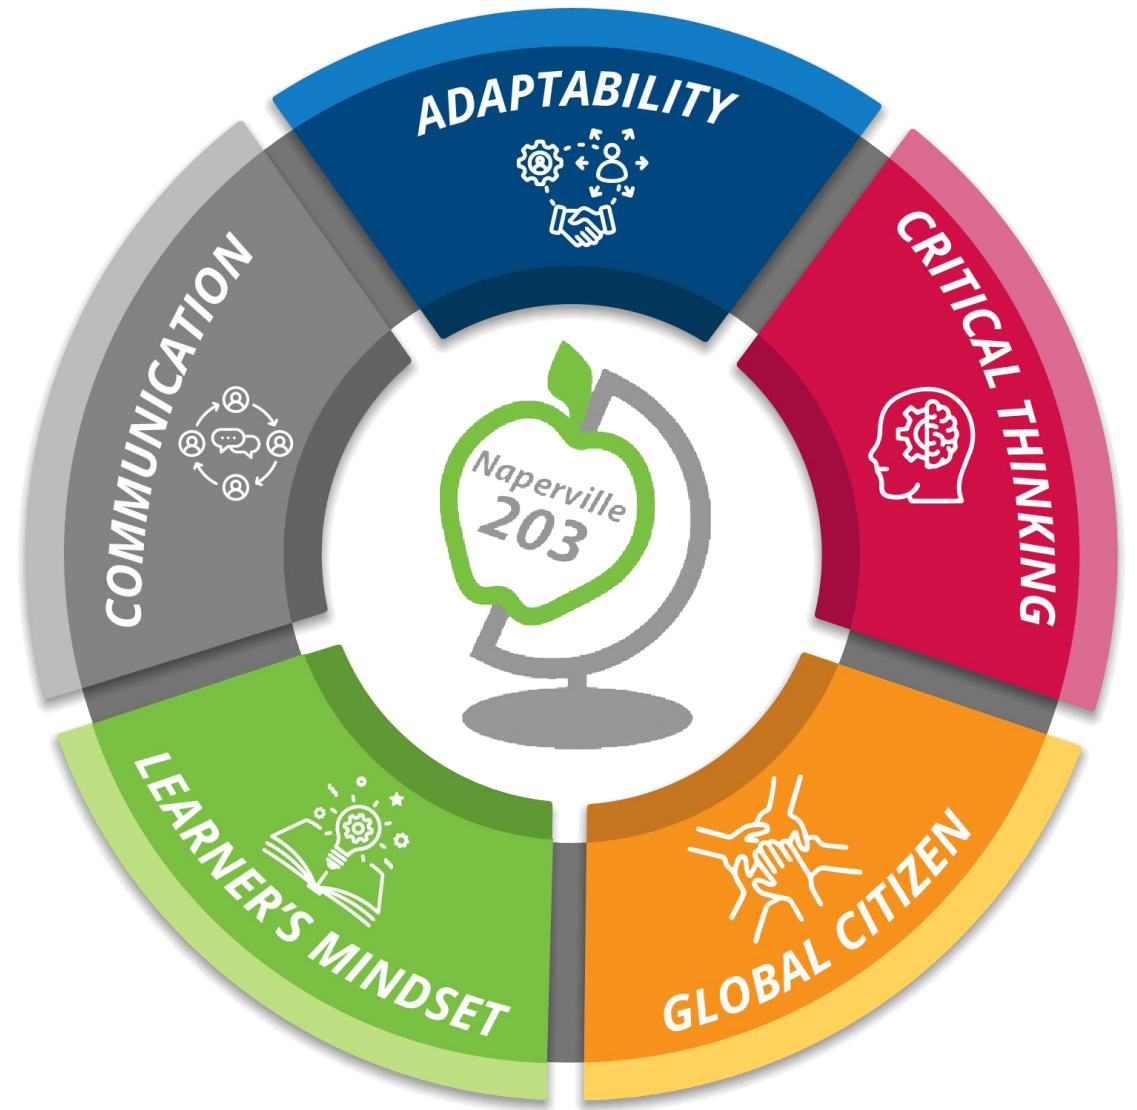 ADAPTABILITY
CRITICAL THINKING
GLOBAL CITIZEN
LEARNER'S MINDSET
COMMUNICATION
Naperville
203